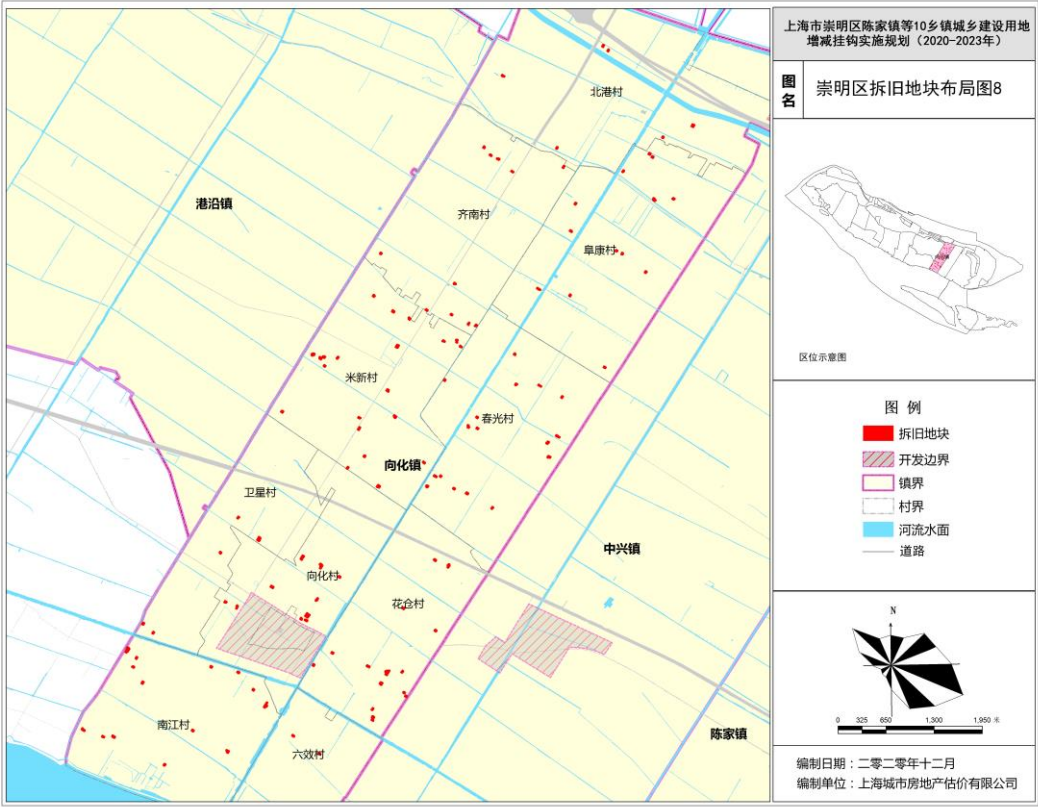 上海市崇明区陈家镇等10乡镇城乡建设用地
增减挂钩实施规划（2020-2023年）
图名
崇明区拆旧地块布局图8
北港村
港沿镇
齐南村
阜康村
米新村
春光村
向化镇
卫星村
中兴镇
向化村
花仓村
南江村
六效村
陈家镇
区位示意图
图 例
拆旧地块
开发边界
镇界
村界
河流水面
道路
N
0 325 650 1,300 1,950 米
编制日期：二零二零年十二月
编制单位：上海城市房地产估价有限公司